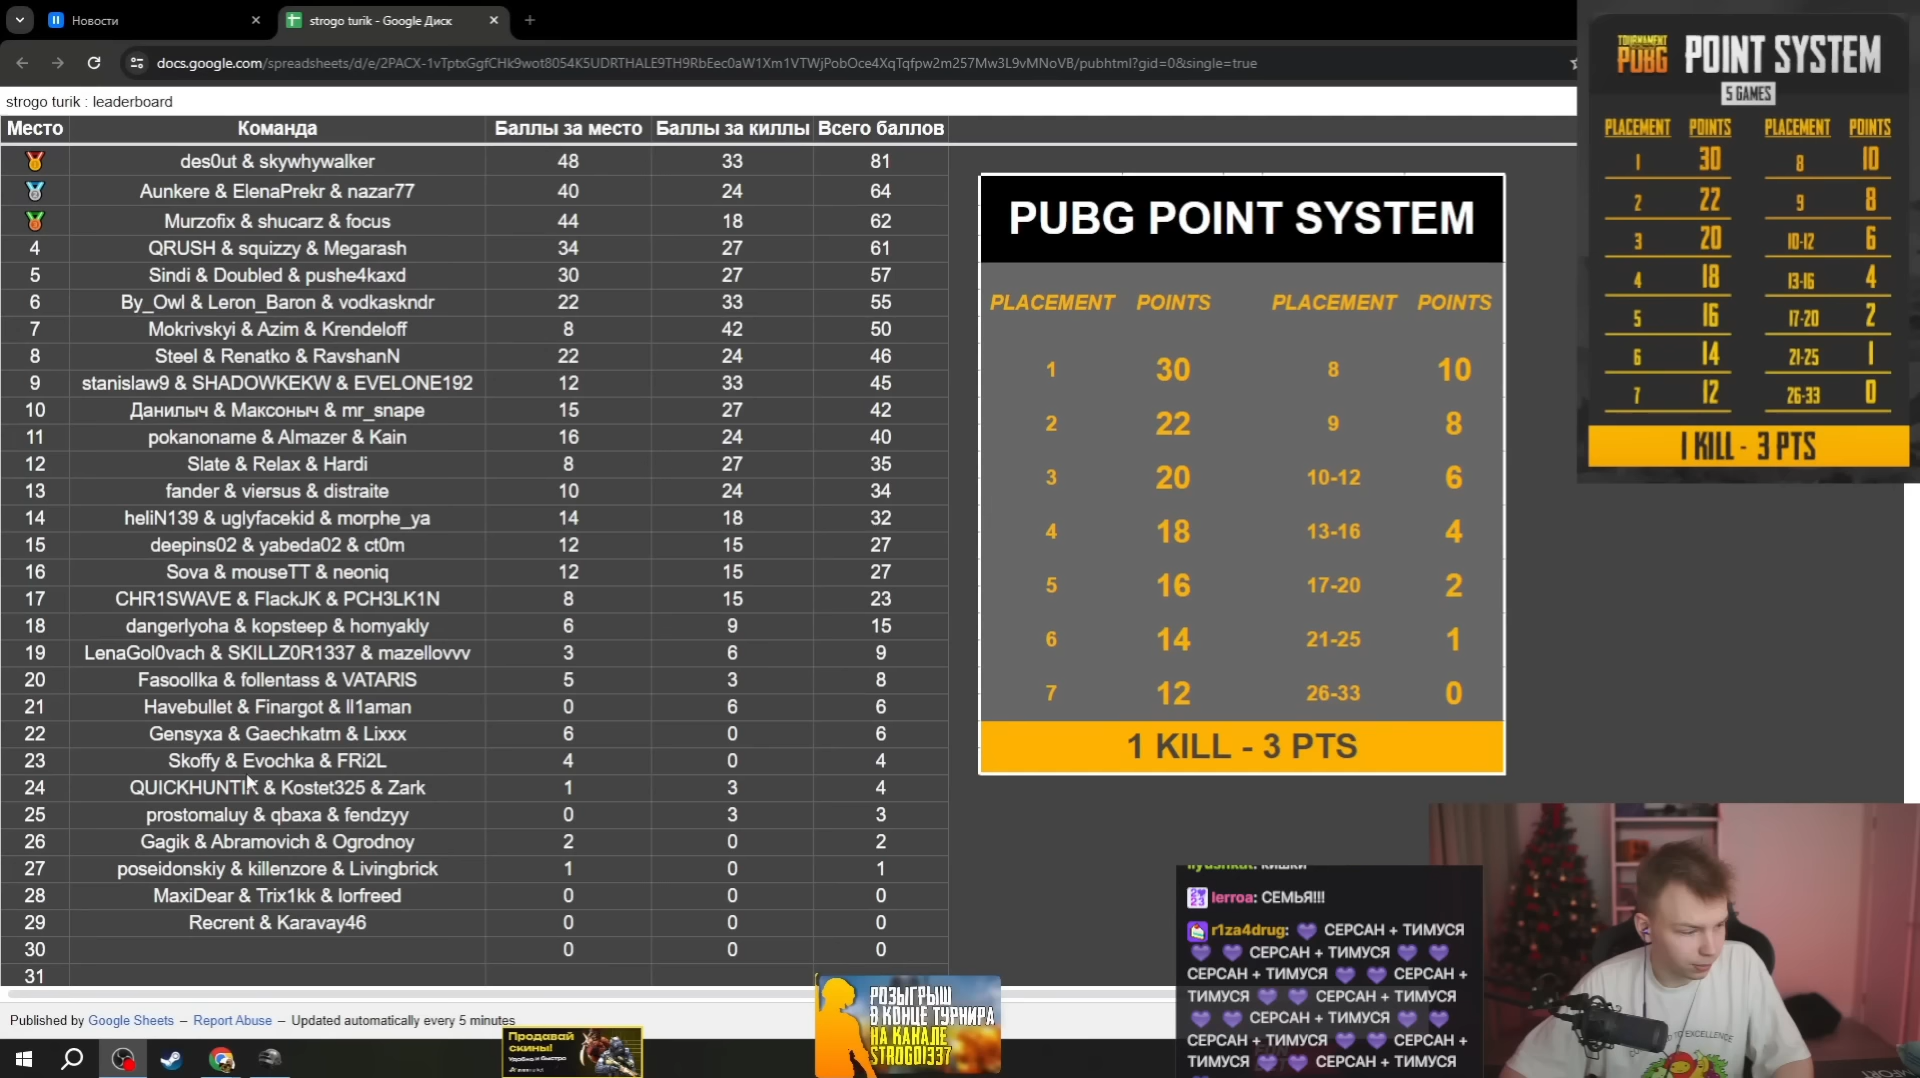 Новости
strogo turik - Google Диск
docs.google.com/spreadsheets/d/e/2PACX-1vTptxGgfCHk9wot8054K5UDRTHALE9TH9RbEec0aW1Xm1VTWjPobOce4XqTqfpw2m257Mw3L9vMNoVB/pubhtml?gid=0&single=true
strogo turik : leaderboard
Место Команда Баллы за место Баллы за киллы Всего баллов
des0ut & skywhywalker 48 33 81
Aunkere & ElenaPrekr & nazar77 40 24 64
Murzofix & shucarz & focus 44 18 62
4 QRUSH & squizzy & Megarash 34 27 61
5 Sindi & Doubled & pushe4kaxd 30 27 57
6 By_Owl & Leron_Baron & vodkaskndr 22 33 55
7 Mokrivskyi & Azim & Krendeloff 8 42 50
8 Steel & Renatko & RavshanN 22 24 46
9 stanislaw9 & SHADOWKEKW & EVELONE192 12 33 45
10 Данилыч & Максоныч & mr_snape 15 27 42
11 pokanoname & Almazer & Kain 16 24 40
12 Slate & Relax & Hardi 8 27 35
13 fander & viersus & distraite 10 24 34
14 heliN139 & uglyfacekid & morphe_ya 14 18 32
15 deepins02 & yabeda02 & ct0m 12 15 27
16 Sova & mouseTT & neoniq 12 15 27
17 CHR1SWAVE & FlackJK & PCH3LK1N 8 15 23
18 dangerlyoha & kopsteep & homyakly 6 9 15
19 LenaGol0vach & SKILLZ0R1337 & mazellovvv 3 6 9
20 Fasoollka & follentass & VATARIS 5 3 8
21 Havebullet & Finargot & ll1aman 0 6 6
22 Gensyxa & Gaechkatm & Lixxx 6 0 6
23 Skoffy & Evochka & FRi2L 4 0 4
24 QUICKHUNTIK & Kostet325 & Zark 1 3 4
25 prostomaluy & qbaxa & fendzyy 0 3 3
26 Gagik & Abramovich & Ogrodnoy 2 0 2
27 poseidonskiy & killenzore & Livingbrick 1 0 1
28 MaxiDear & Trix1kk & lorfreed 0 0 0
29 Recrent & Karavay46 0 0 0
30 0 0 0
31
Published by Google Sheets – Report Abuse – Updated automatically every 5 minutes
PUBG POINT SYSTEM
PLACEMENT POINTS PLACEMENT POINTS
1 30 8 10
2 22 9 8
3 20 10-12 6
4 18 13-16 4
5 16 17-20 2
6 14 21-25 1
7 12 26-33 0
1 KILL - 3 PTS
TOURNAMENT
PUBG
POINT SYSTEM
5 GAMES
PLACEMENT POINTS PLACEMENT POINTS
1 30 8 10
2 22 9 8
3 20 10-12 6
4 18 13-16 4
5 16 17-20 2
6 14 21-25 1
7 12 26-33 0
1 KILL - 3 PTS
lerroa: СЕМЬЯ!!!
r1za4drug: СЕРСАН + ТИМУСЯ
СЕРСАН + ТИМУСЯ
СЕРСАН + ТИМУСЯ СЕРСАН +
ТИМУСЯ СЕРСАН + ТИМУСЯ
СЕРСАН + ТИМУСЯ
СЕРСАН + ТИМУСЯ СЕРСАН +
ТИМУСЯ СЕРСАН + ТИМУСЯ
Продавай
скины!
Удобно и быстро
РОЗЫГРЫШ
В КОНЦЕ ТУРНИРА
НА КАНАЛЕ
STROGO1337
EXCELLENCE